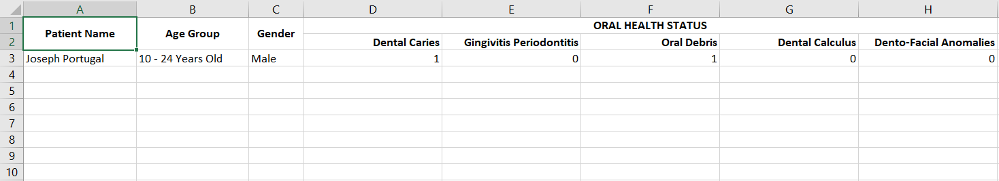 A B C D E F G H
1 Patient Name Age Group Gender ORAL HEALTH STATUS
2 Dental Caries Gingivitis Periodontitis Oral Debris Dental Calculus Dento-Facial Anomalies
3 Joseph Portugal 10 - 24 Years Old Male 1 0 1 0 0
4
5
6
7
8
9
10